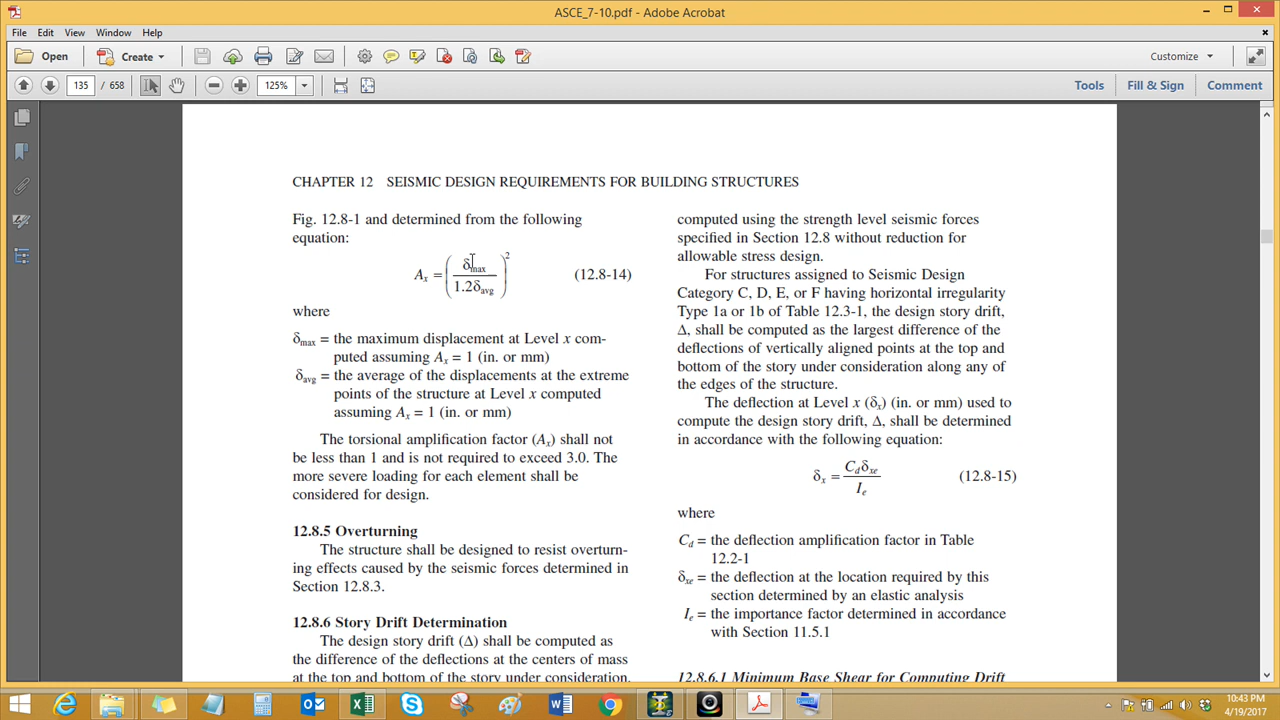 ASCE_7-10.pdf - Adobe Acrobat
File Edit View Window Help
Open Create Customize
135 / 658 125% Tools Fill & Sign Comment
CHAPTER 12 SEISMIC DESIGN REQUIREMENTS FOR BUILDING STRUCTURES
Fig. 12.8-1 and determined from the following
equation:
Aₓ = (δmax / 1.2δavg)² (12.8-14)
where
δmax = the maximum displacement at Level x com-
puted assuming Aₓ = 1 (in. or mm)
δavg = the average of the displacements at the extreme
points of the structure at Level x computed
assuming Aₓ = 1 (in. or mm)
The torsional amplification factor (Aₓ) shall not
be less than 1 and is not required to exceed 3.0. The
more severe loading for each element shall be
considered for design.
12.8.5 Overturning
The structure shall be designed to resist overturn-
ing effects caused by the seismic forces determined in
Section 12.8.3.
12.8.6 Story Drift Determination
The design story drift (Δ) shall be computed as
the difference of the deflections at the centers of mass
at the top and bottom of the story under consideration.
computed using the strength level seismic forces
specified in Section 12.8 without reduction for
allowable stress design.
For structures assigned to Seismic Design
Category C, D, E, or F having horizontal irregularity
Type 1a or 1b of Table 12.3-1, the design story drift,
Δ, shall be computed as the largest difference of the
deflections of vertically aligned points at the top and
bottom of the story under consideration along any of
the edges of the structure.
The deflection at Level x (δₓ) (in. or mm) used to
compute the design story drift, Δ, shall be determined
in accordance with the following equation:
δₓ = Cdδxe / Ie (12.8-15)
where
Cd = the deflection amplification factor in Table
12.2-1
δxe = the deflection at the location required by this
section determined by an elastic analysis
Ie = the importance factor determined in accordance
with Section 11.5.1
12.8.6.1 Minimum Base Shear for Computing Drift
10:43 PM
4/19/2017